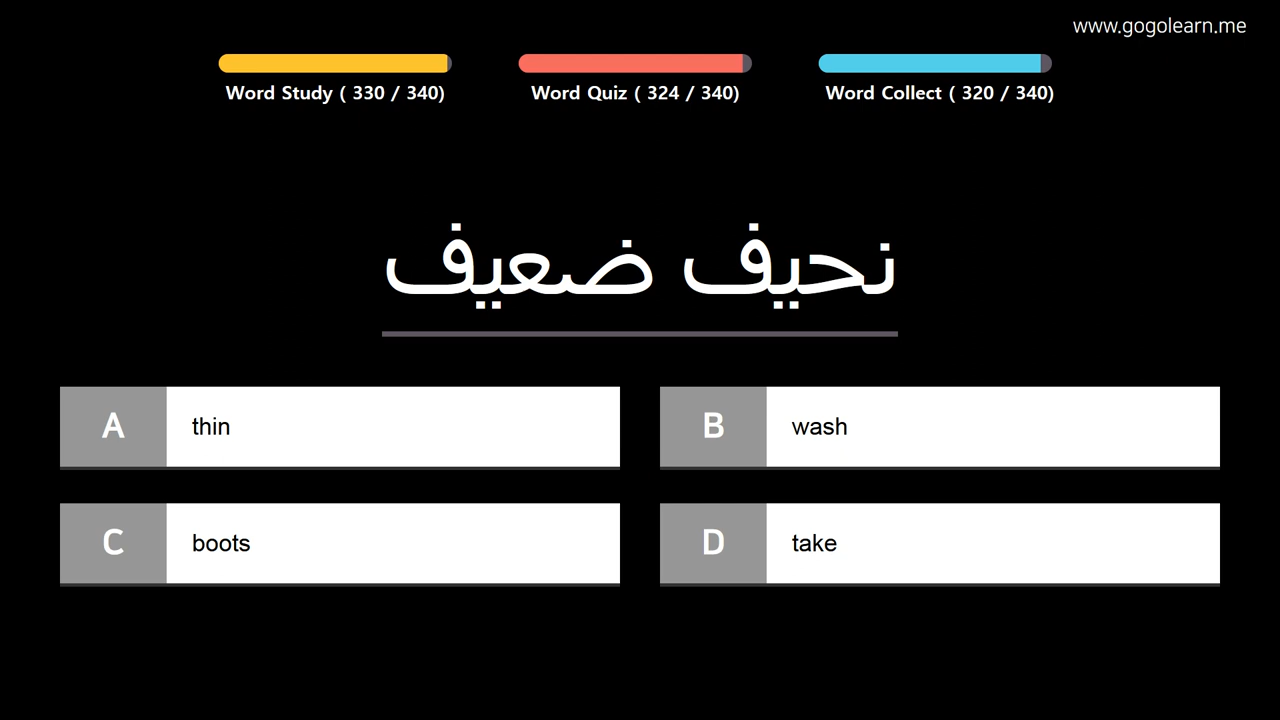 www.gogolearn.me
Word Study ( 330 / 340)
Word Quiz ( 324 / 340)
Word Collect ( 320 / 340)
نحيف ضعيف
A thin
B wash
C boots
D take